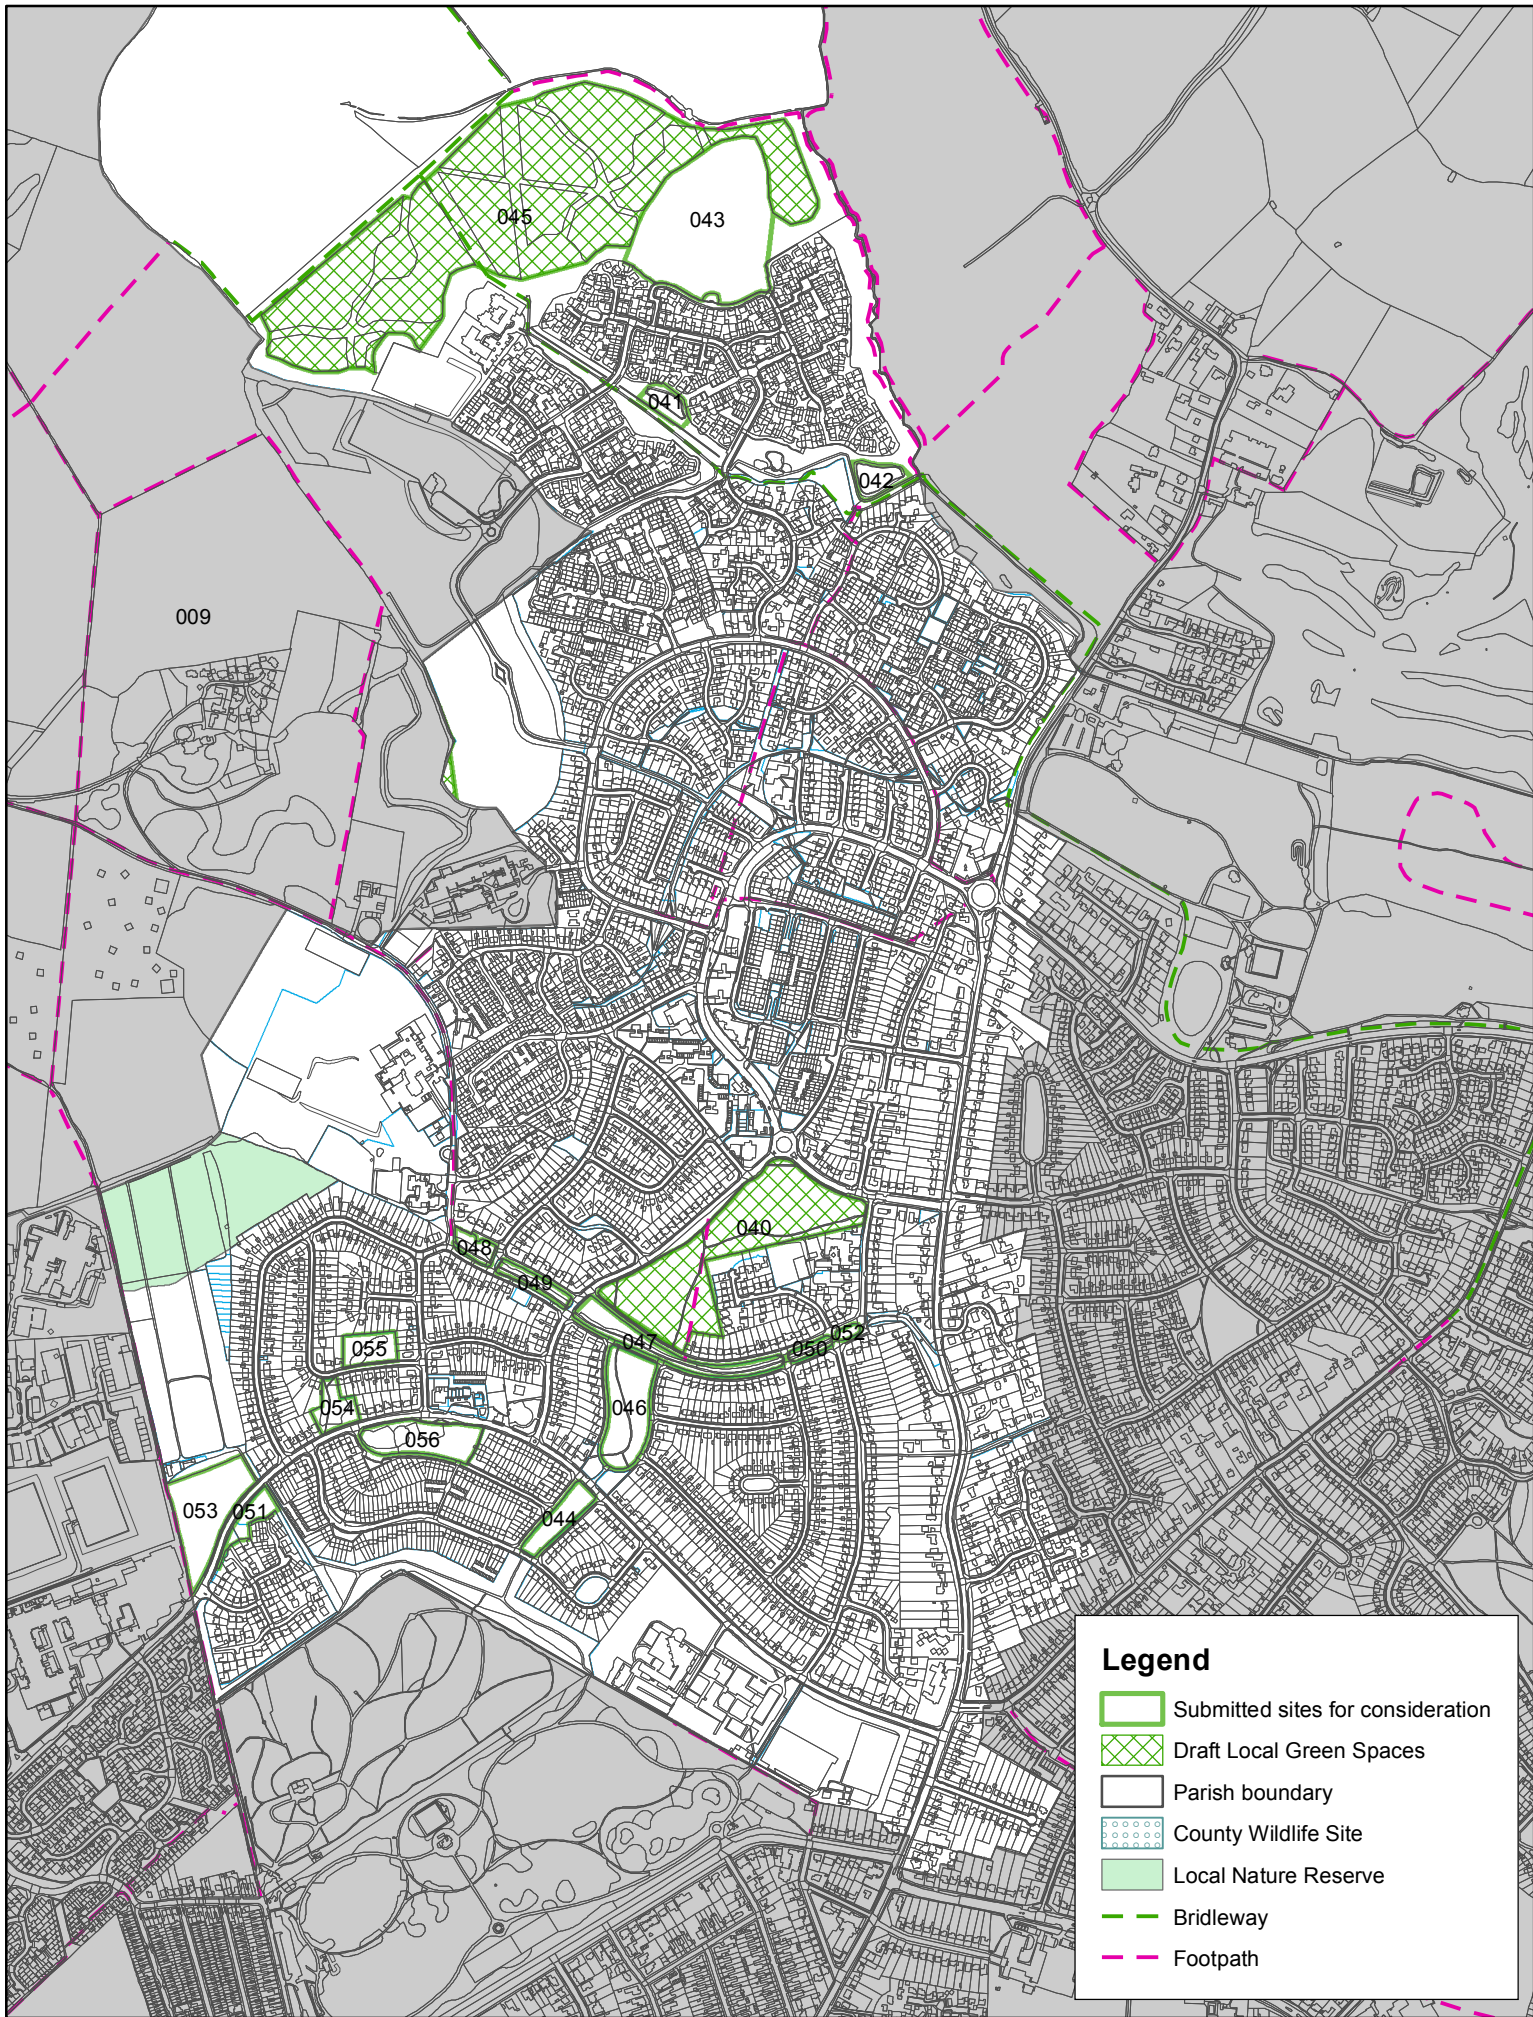 045
043
041
042
009
040
048
049
047
050
052
055
054
046
056
053
051
044
Legend
Submitted sites for consideration
Draft Local Green Spaces
Parish boundary
County Wildlife Site
Local Nature Reserve
Bridleway
Footpath